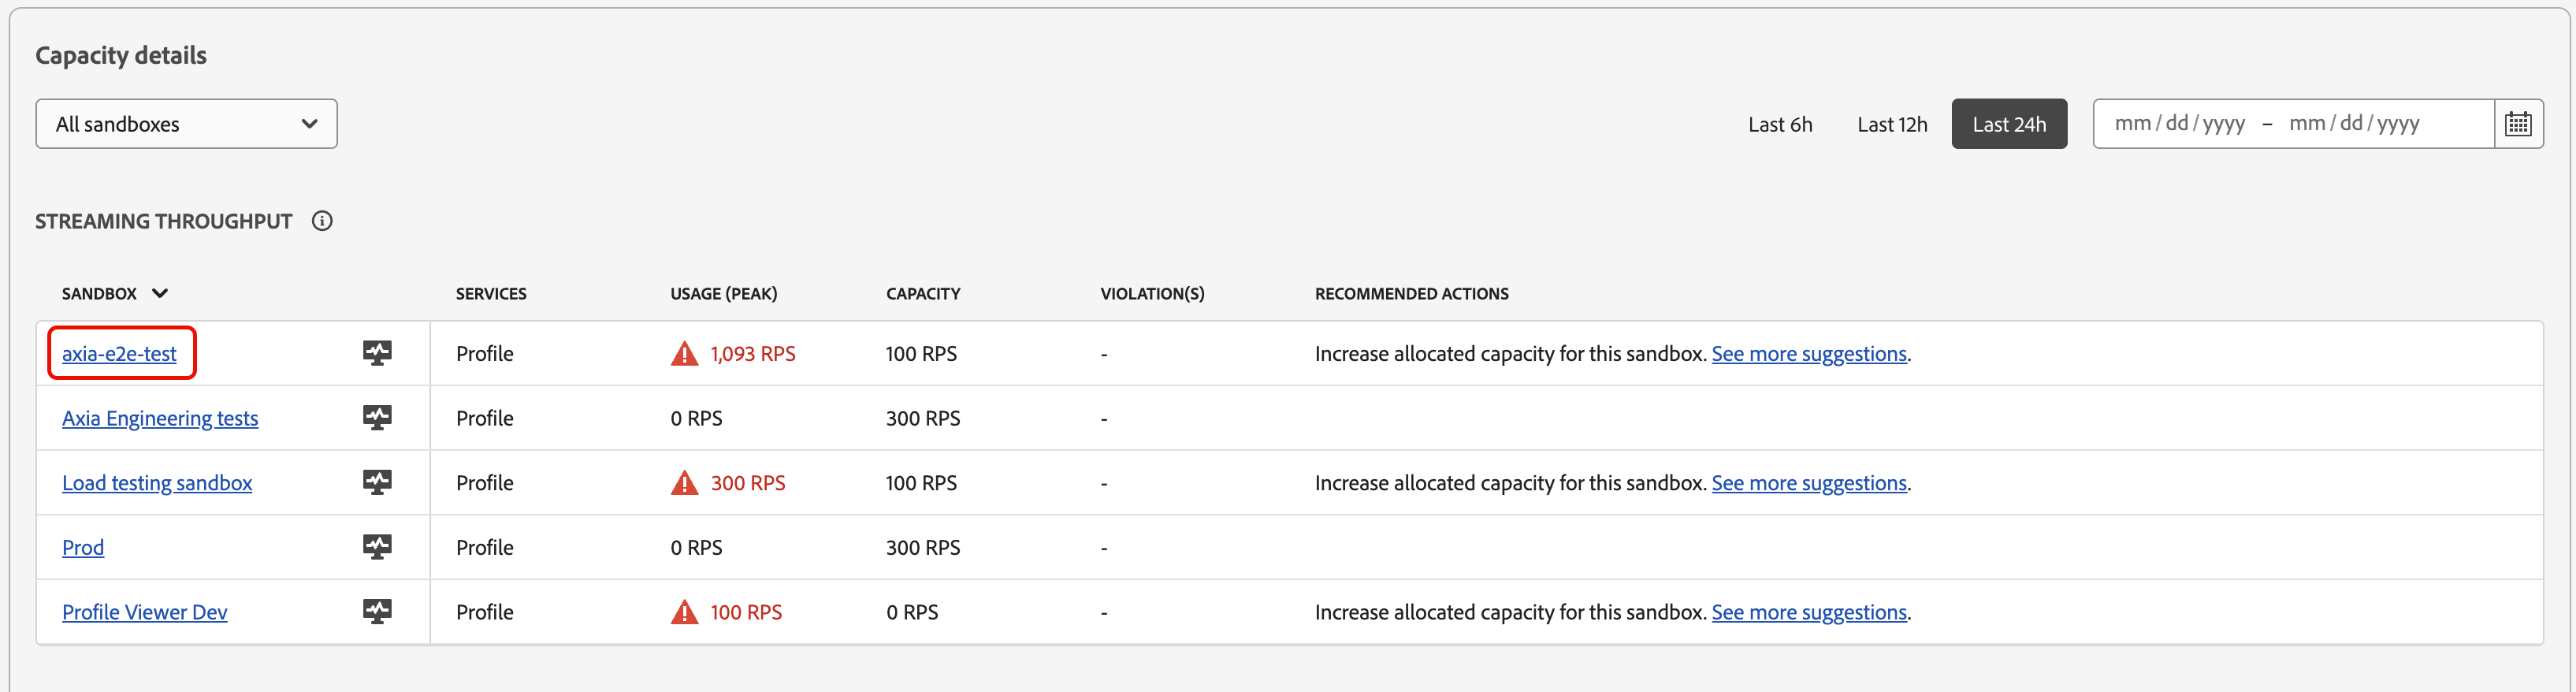 Capacity details
All sandboxes
Last 6h Last 12h Last 24h mm / dd / yyyy – mm / dd / yyyy
STREAMING THROUGHPUT
SANDBOX SERVICES USAGE (PEAK) CAPACITY VIOLATION(S) RECOMMENDED ACTIONS
axia-e2e-test Profile 1,093 RPS 100 RPS - Increase allocated capacity for this sandbox. See more suggestions.
Axia Engineering tests Profile 0 RPS 300 RPS -
Load testing sandbox Profile 300 RPS 100 RPS - Increase allocated capacity for this sandbox. See more suggestions.
Prod Profile 0 RPS 300 RPS -
Profile Viewer Dev Profile 100 RPS 0 RPS - Increase allocated capacity for this sandbox. See more suggestions.